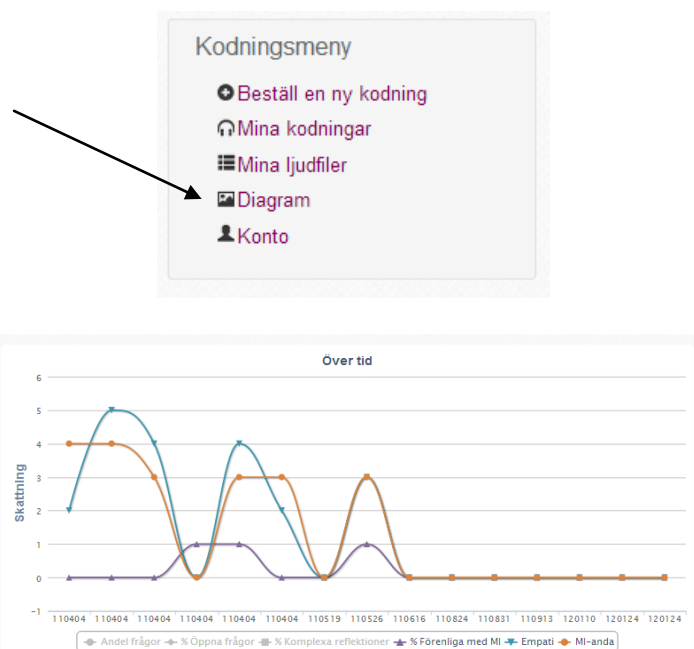 Kodningsmeny
Beställ en ny kodning
Mina kodningar
Mina ljudfiler
Diagram
Konto
Över tid
Skattning
6
5
4
3
2
1
0
-1
110404 110404 110404 110404 110404 110404 110519 110526 110616 110824 110831 110913 120110 120124 120124
Andel frågor % Öppna frågor % Komplexa reflektioner % Förenliga med MI Empati MI-anda